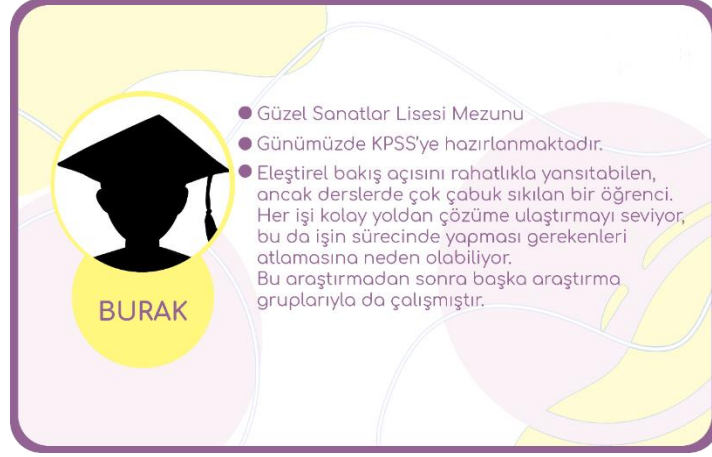 Güzel Sanatlar Lisesi Mezunu
Günümüzde KPSS'ye hazırlanmaktadır.
Eleştirel bakış açısını rahatlıkla yansıtabilen,
ancak derslerde çok çabuk sıkılan bir öğrenci.
Her işi kolay yoldan çözüme ulaştırmayı seviyor,
bu da işin sürecinde yapması gerekenleri
atlamasına neden olabiliyor.
Bu araştırmadan sonra başka araştırma
gruplarıyla da çalışmıştır.
BURAK